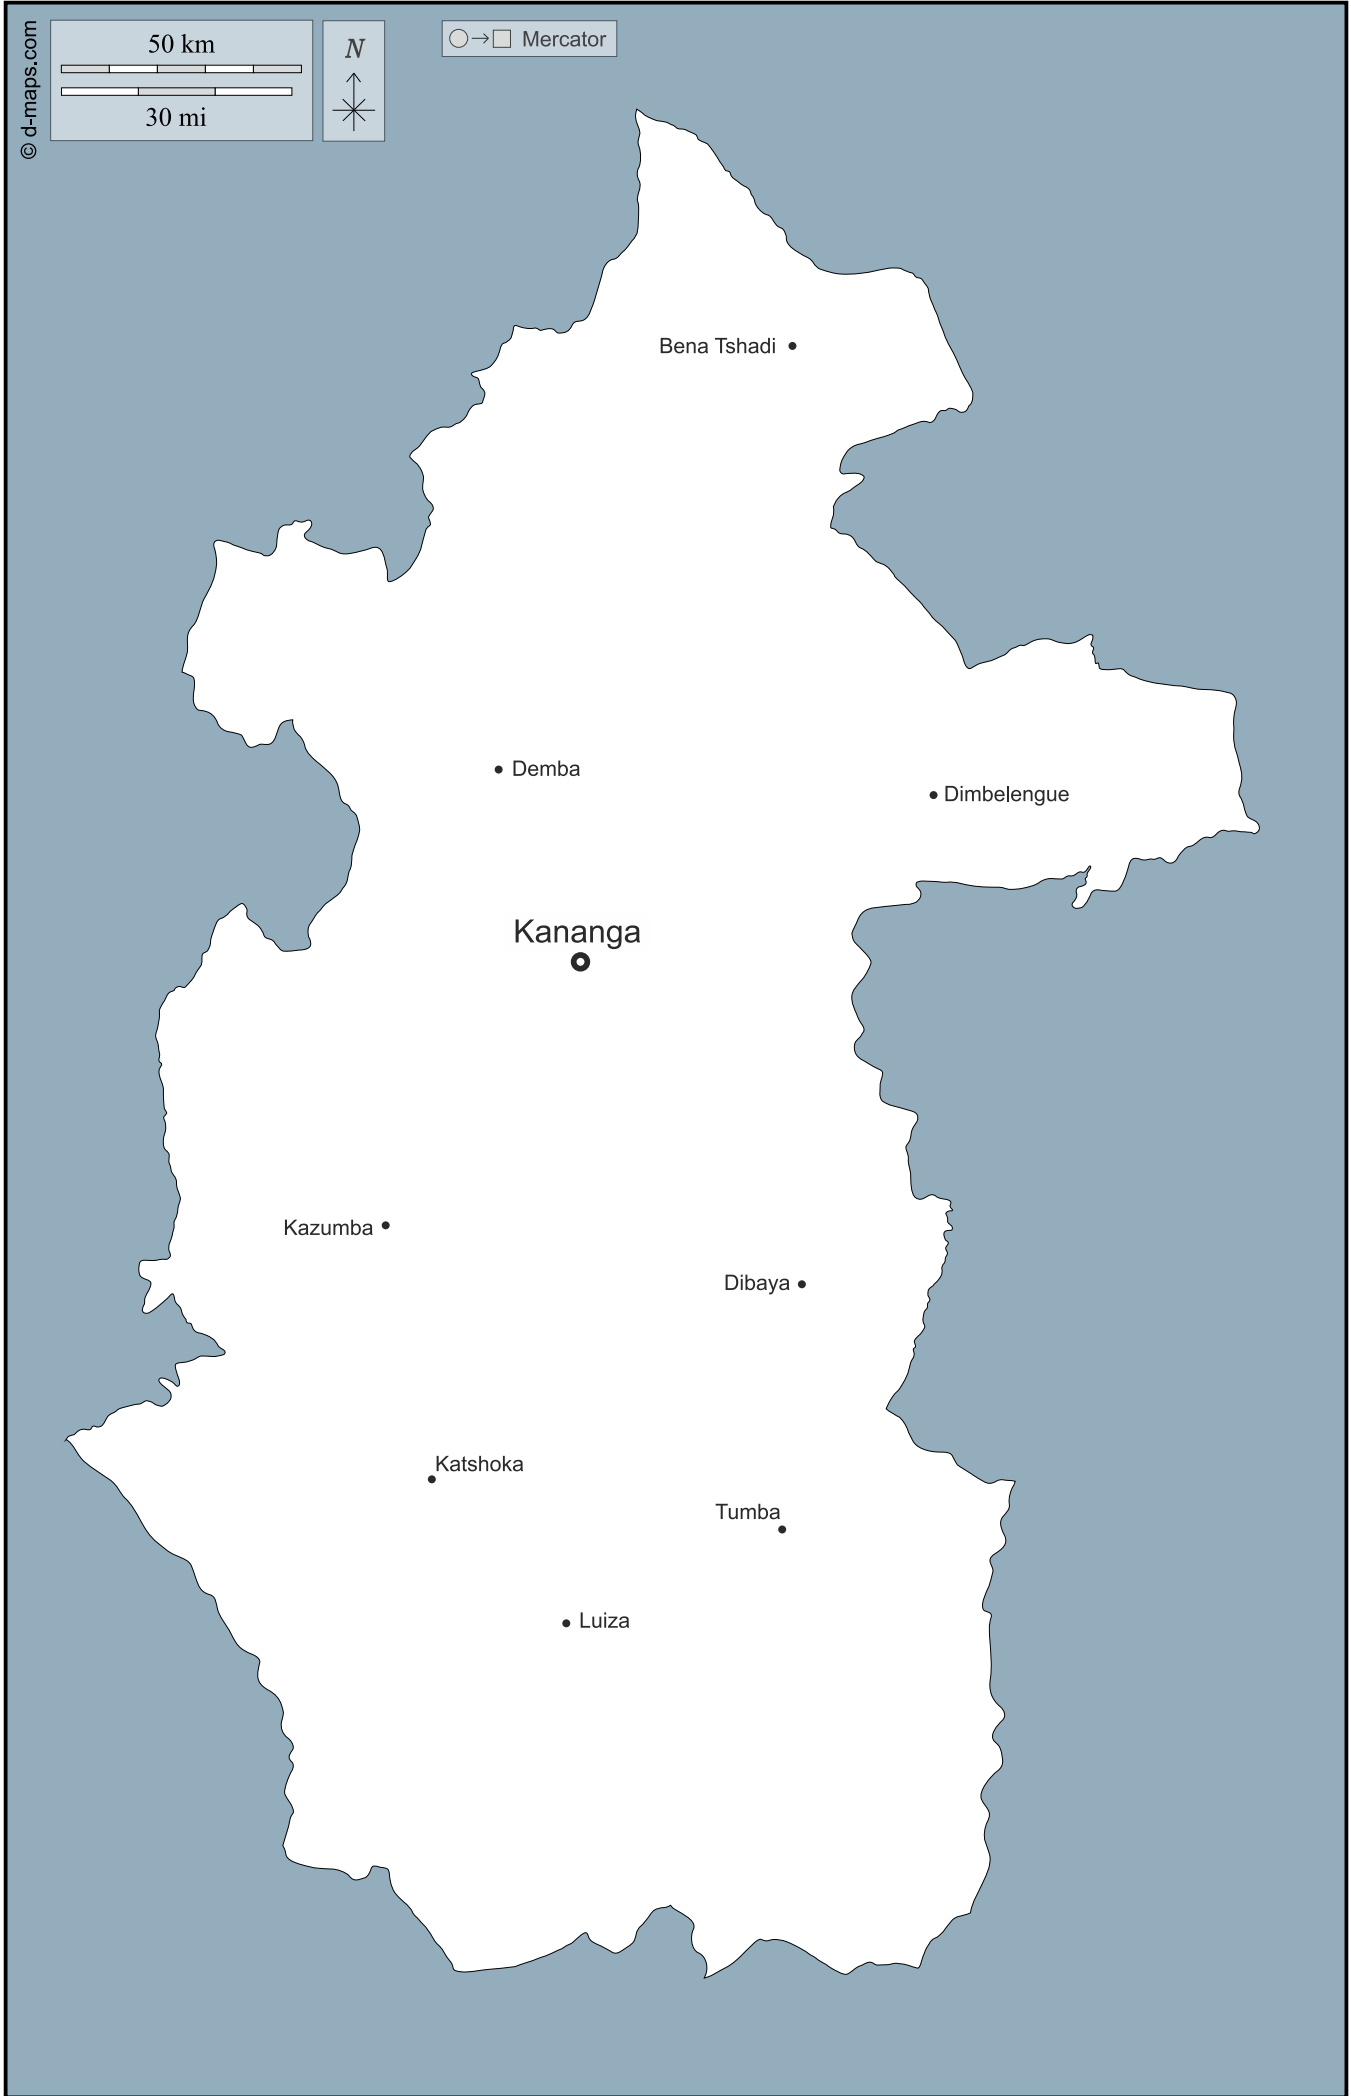 © d-maps.com
50 km
30 mi
N
Mercator
Bena Tshadi
Demba
Dimbelengue
Kananga
Kazumba
Dibaya
Katshoka
Tumba
Luiza